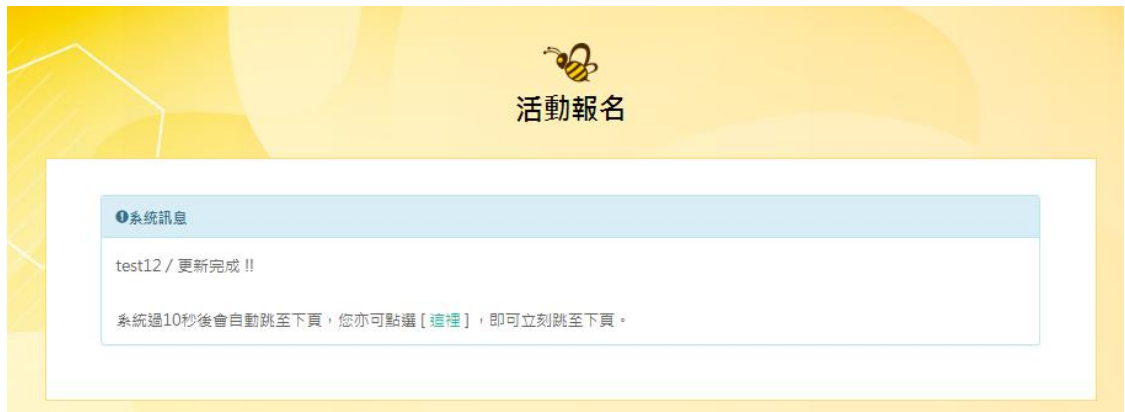 活動報名
系統訊息
test12 / 更新完成 !!
系統過10秒後會自動跳至下頁，您亦可點選 [ 這裡 ] ，即可立刻跳至下頁。